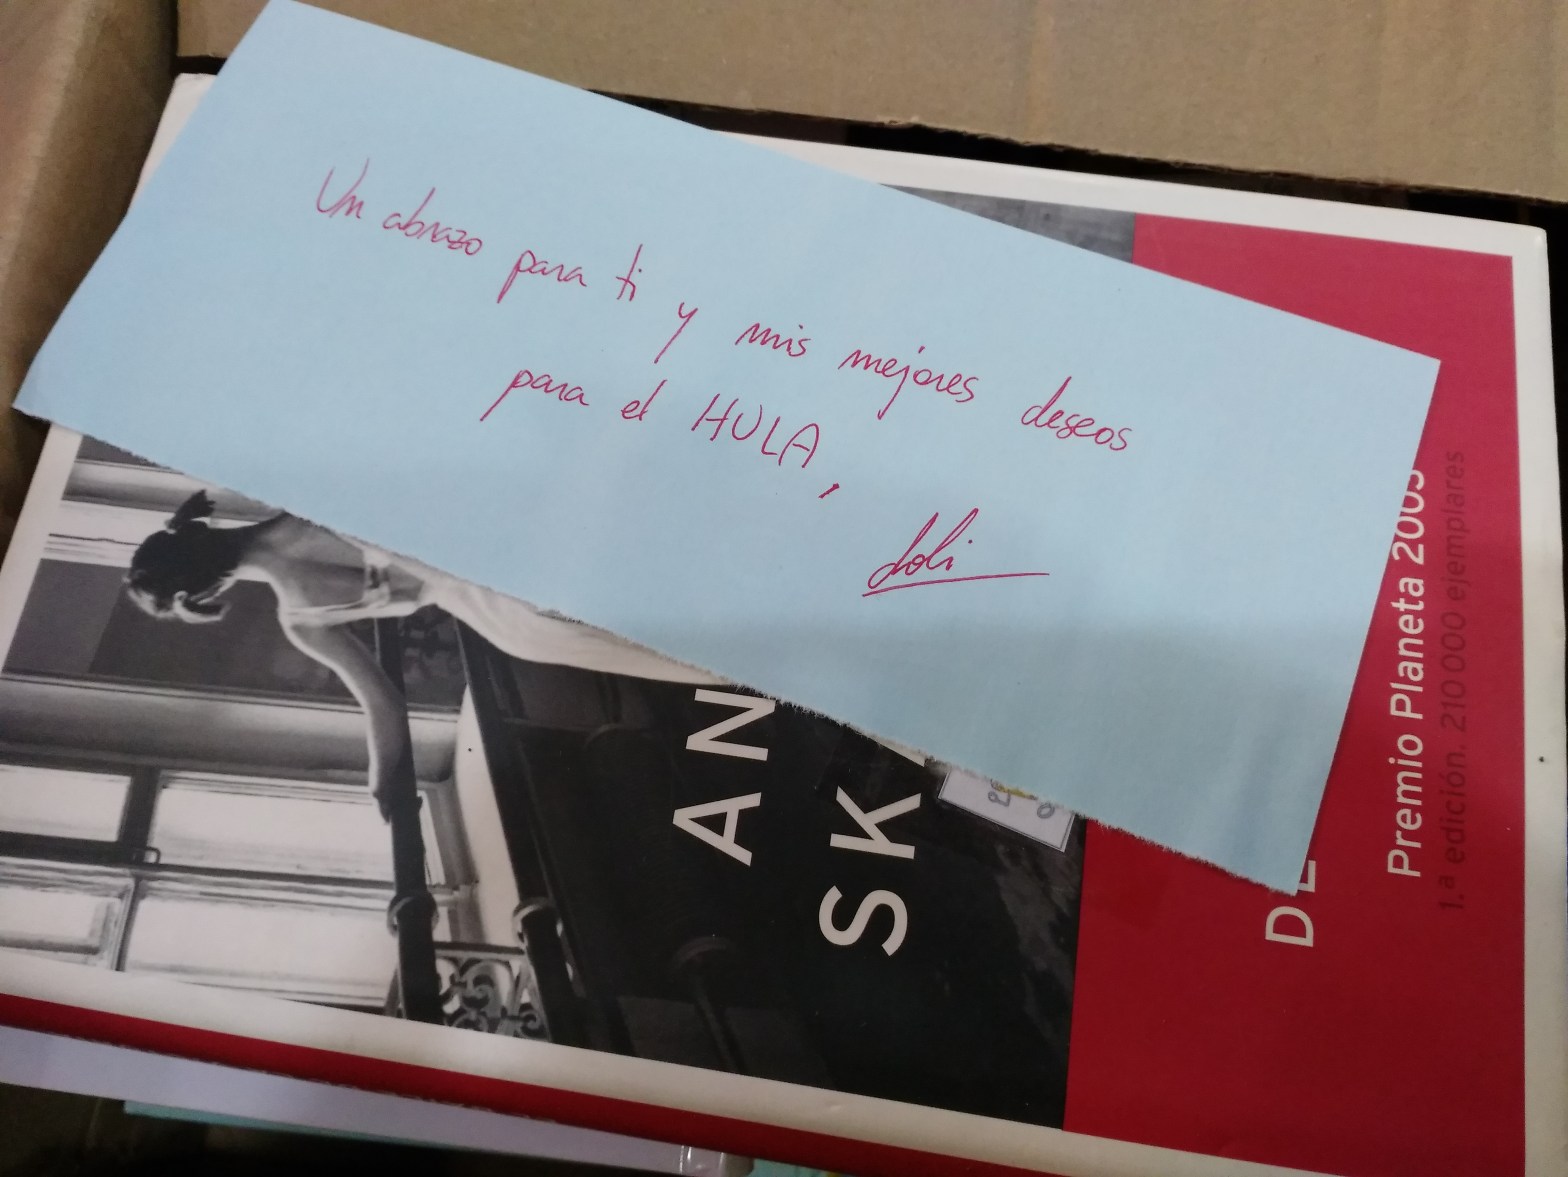 Un abrazo para ti y mis mejores deseos
para el HULA,
Loli
AN
SK
DE
Premio Planeta 2003
1.ª edición. 210 000 ejemplares